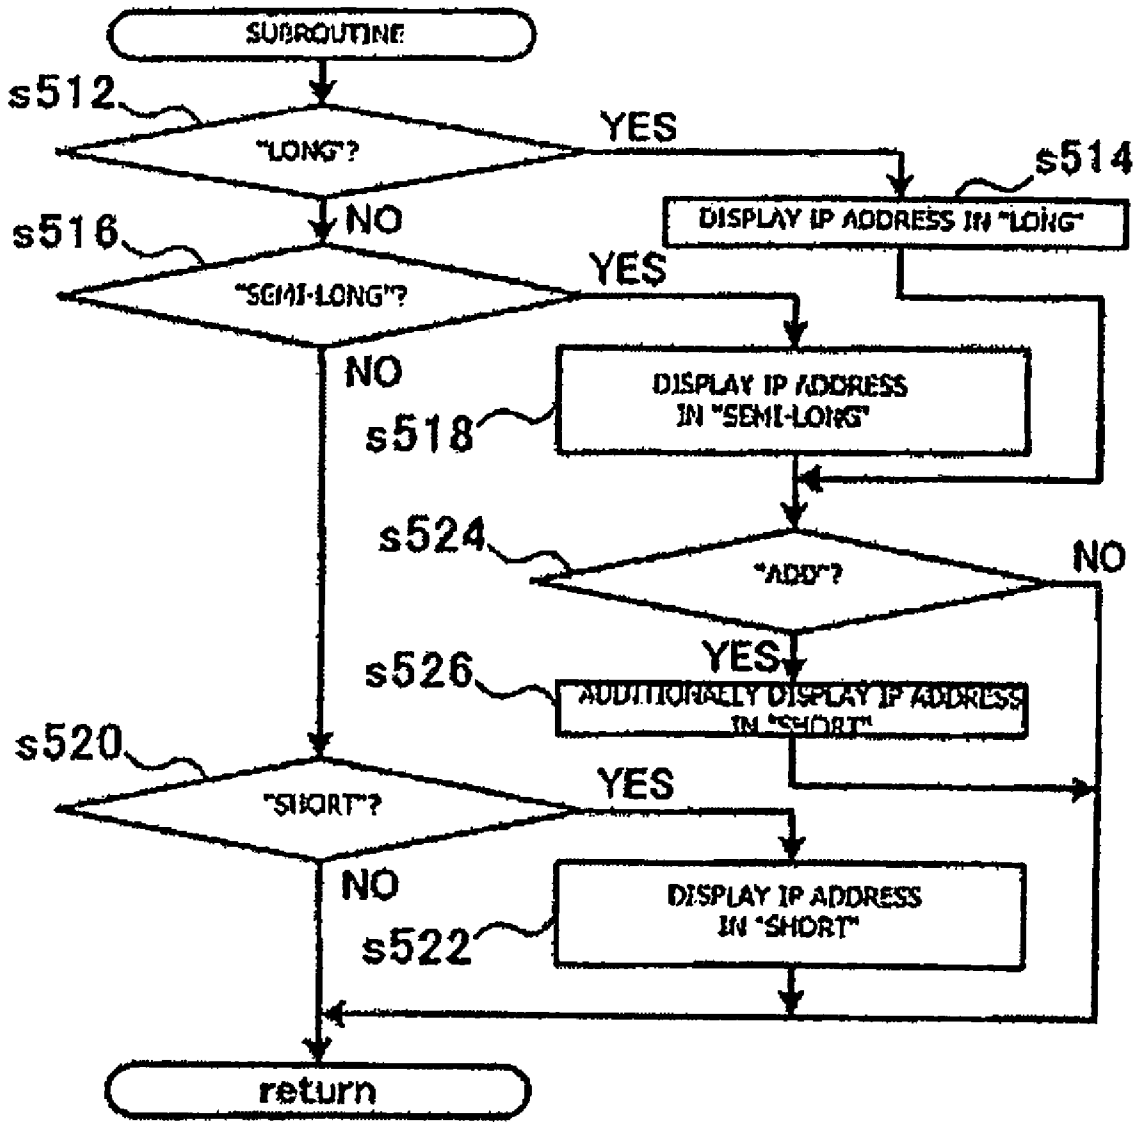 SUBROUTINE
s512
"LONG"?
YES
s514
NO
DISPLAY IP ADDRESS IN "LONG"
s516
"SEMI-LONG"?
YES
NO
DISPLAY IP ADDRESS
IN "SEMI-LONG"
s518
s524
"ADD"?
NO
YES
s526
ADDITIONALLY DISPLAY IP ADDRESS
IN "SHORT"
s520
"SHORT"?
YES
NO
DISPLAY IP ADDRESS
IN "SHORT"
s522
return